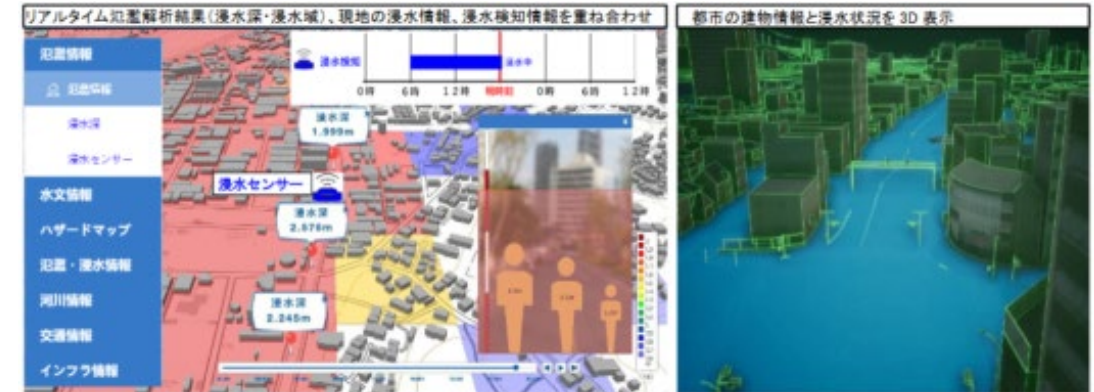 リアルタイム氾濫解析結果(浸水深・浸水域)、現地の浸水情報、浸水検知情報を重ね合わせ
都市の建物情報と浸水状況を3D表示
氾濫情報
氾濫情報
浸水深
浸水センサー
水文情報
ハザードマップ
氾濫・浸水情報
河川情報
交通情報
インフラ情報
浸水検知
浸水中
0時 6時 12時 現時刻 0時 6時 12時
浸水深
1.999m
浸水センサー
浸水深
2.578m
浸水深
2.245m